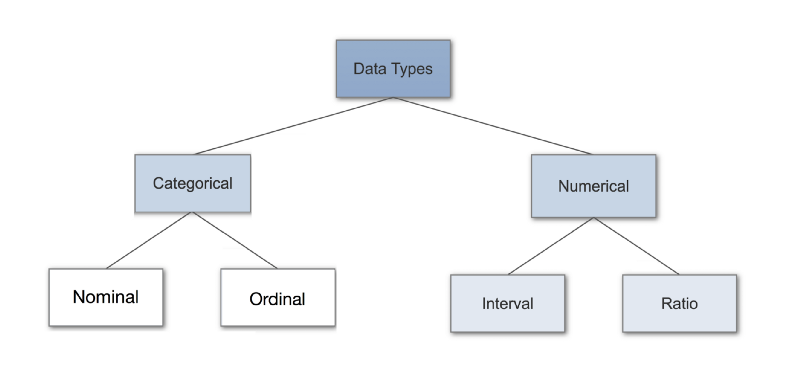 Data Types
Categorical
Numerical
Nominal
Ordinal
Interval
Ratio